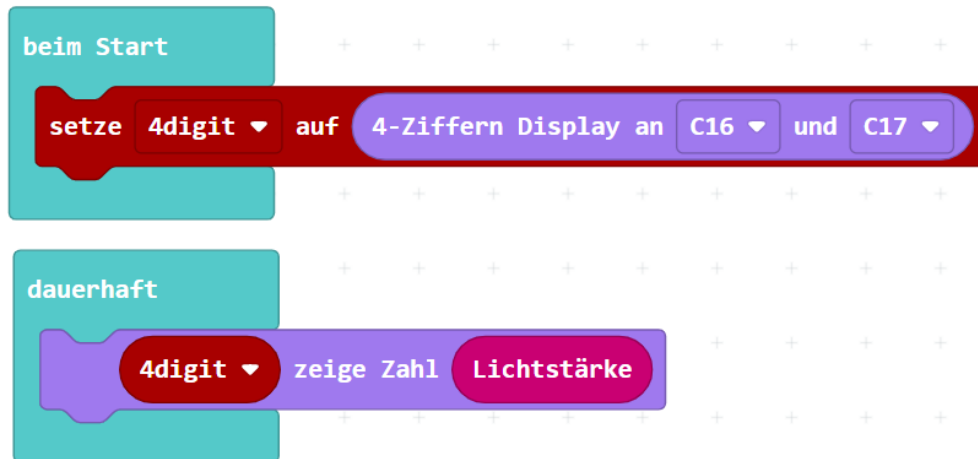 beim Start
setze 4digit auf 4-Ziffern Display an C16 und C17
dauerhaft
4digit zeige Zahl Lichtstärke